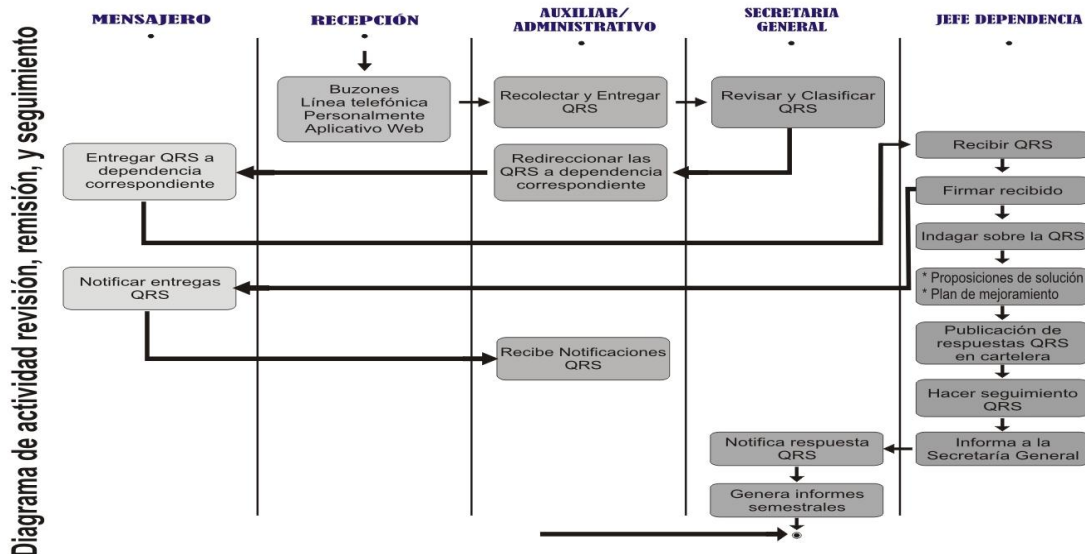 Diagrama de actividad revisión, remisión, y seguimiento
MENSAJERO
RECEPCIÓN
AUXILIAR/
ADMINISTRATIVO
SECRETARIA
GENERAL
JEFE DEPENDENCIA
Buzones
Línea telefónica
Personalmente
Aplicativo Web
Recolectar y Entregar
QRS
Revisar y Clasificar
QRS
Entregar QRS a
dependencia
correspondiente
Redireccionar las
QRS a dependencia
correspondiente
Recibir QRS
Firmar recibido
Indagar sobre la QRS
Notificar entregas
QRS
* Proposiciones de solución
* Plan de mejoramiento
Recibe Notificaciones
QRS
Publicación de
respuestas QRS
en cartelera
Hacer seguimiento
QRS
Notifica respuesta
QRS
Informa a la
Secretaría General
Genera informes
semestrales